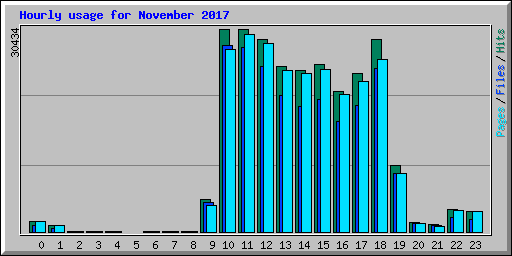 Hourly usage for November 2017
30434
Pages/Files/Hits
0 1 2 3 4 5 6 7 8 9 10 11 12 13 14 15 16 17 18 19 20 21 22 23